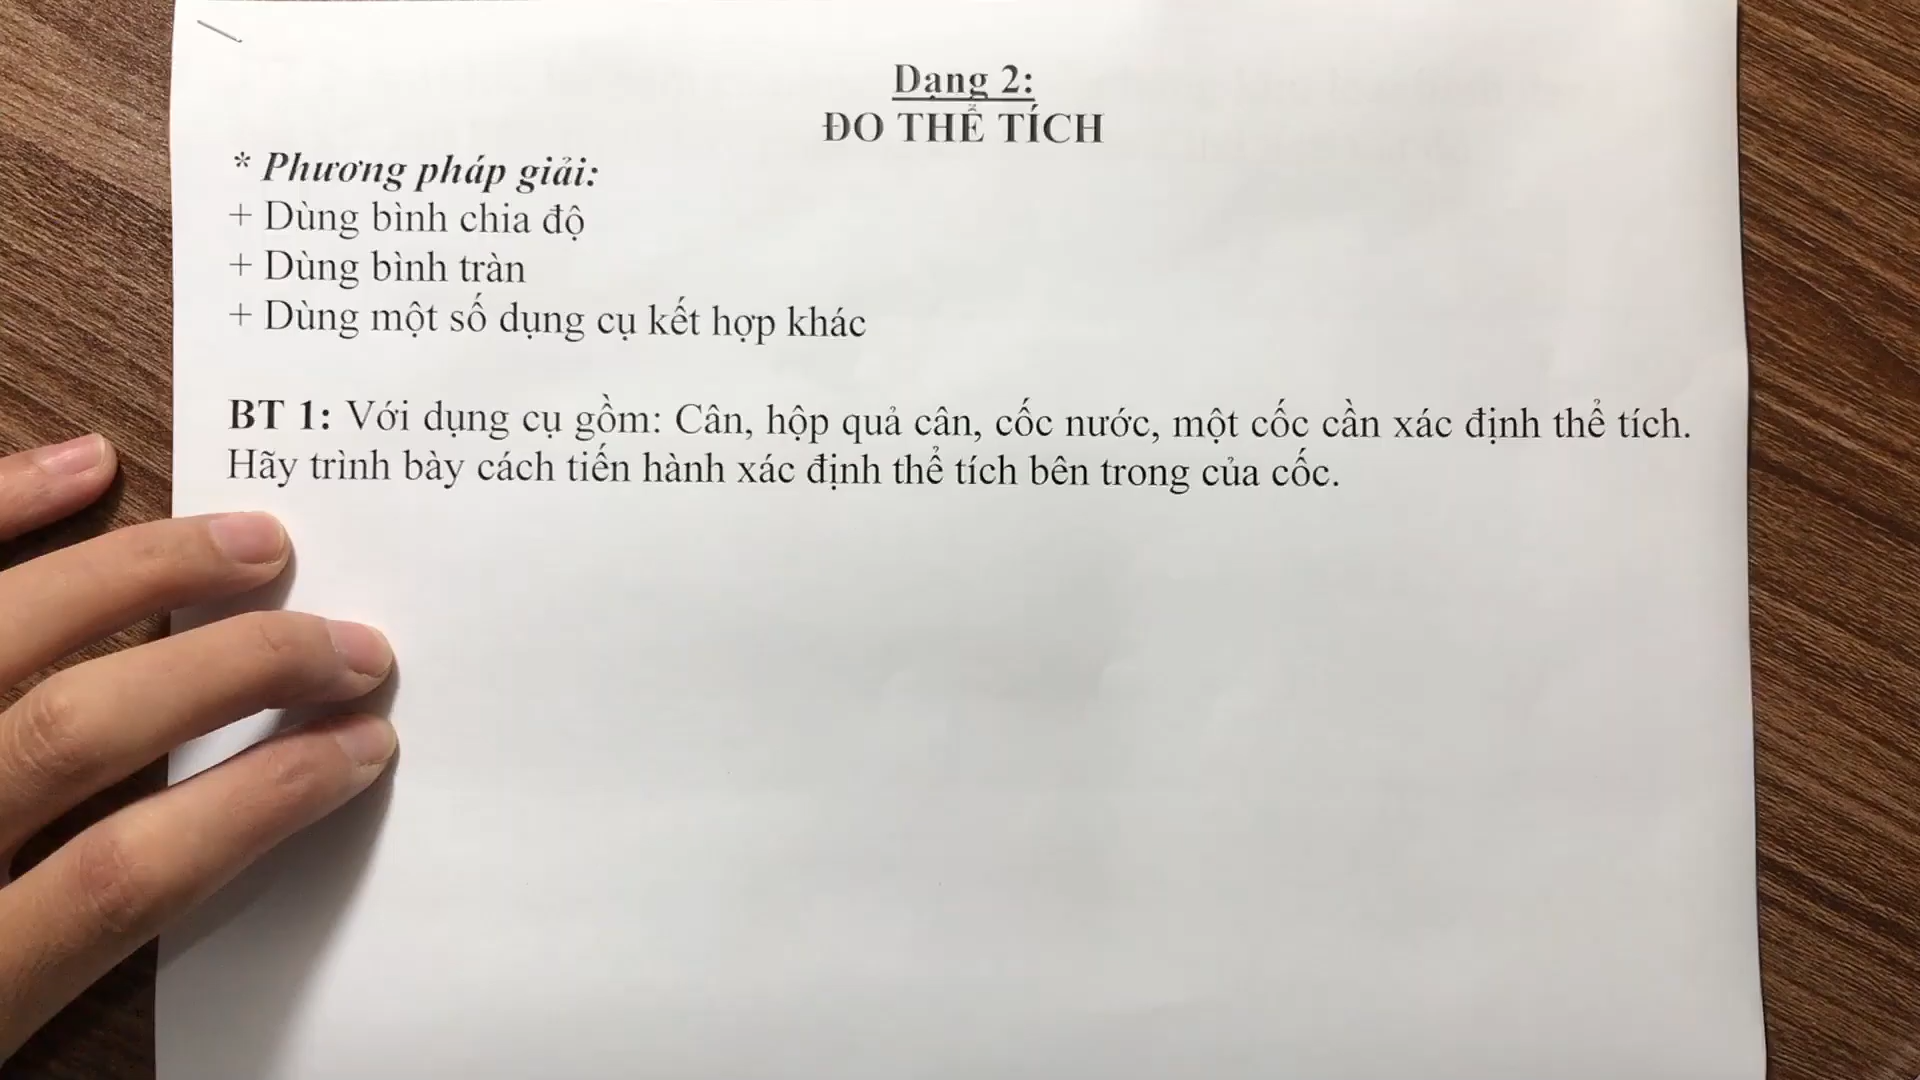 Dạng 2:
ĐO THỂ TÍCH
* Phương pháp giải:
+ Dùng bình chia độ
+ Dùng bình tràn
+ Dùng một số dụng cụ kết hợp khác
BT 1: Với dụng cụ gồm: Cân, hộp quả cân, cốc nước, một cốc cần xác định thể tích.
Hãy trình bày cách tiến hành xác định thể tích bên trong của cốc.